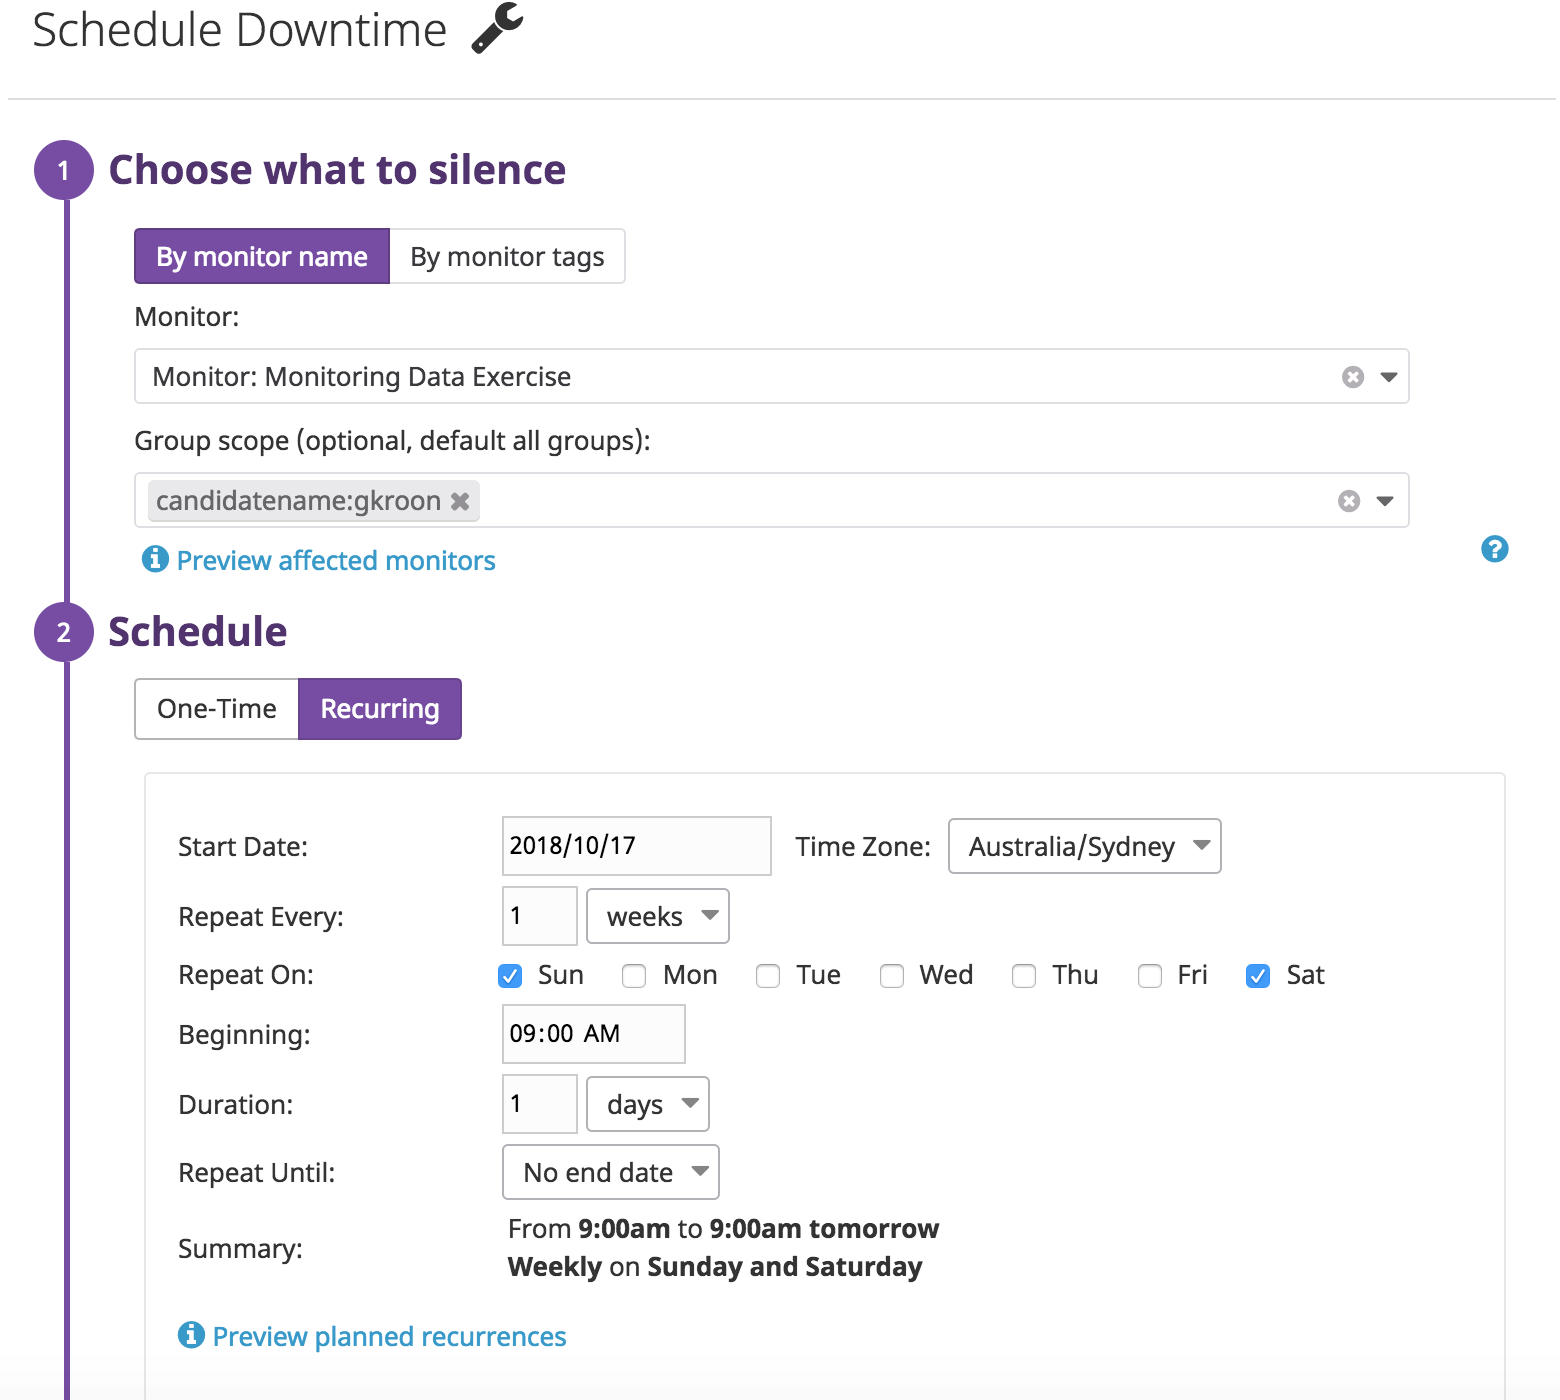 Schedule Downtime
1 Choose what to silence
By monitor name By monitor tags
Monitor:
Monitor: Monitoring Data Exercise
Group scope (optional, default all groups):
candidatename:gkroon
Preview affected monitors
2 Schedule
One-Time Recurring
Start Date: 2018/10/17 Time Zone: Australia/Sydney
Repeat Every: 1 weeks
Repeat On: Sun Mon Tue Wed Thu Fri Sat
Beginning: 09:00 AM
Duration: 1 days
Repeat Until: No end date
Summary: From 9:00am to 9:00am tomorrow
Weekly on Sunday and Saturday
Preview planned recurrences